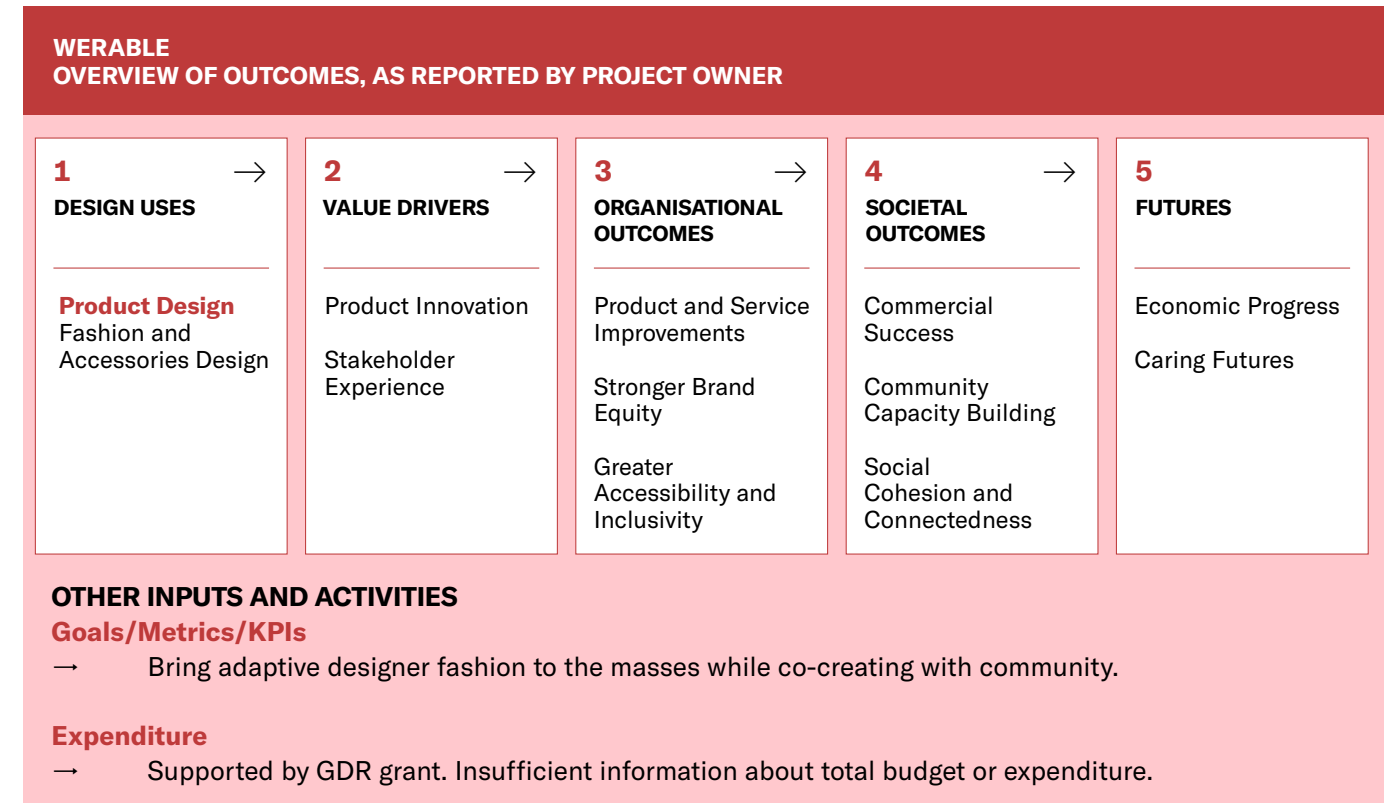 WERABLE
OVERVIEW OF OUTCOMES, AS REPORTED BY PROJECT OWNER
1 →
DESIGN USES
Product Design
Fashion and
Accessories Design
2 →
VALUE DRIVERS
Product Innovation
Stakeholder
Experience
3 →
ORGANISATIONAL
OUTCOMES
Product and Service
Improvements
Stronger Brand
Equity
Greater
Accessibility and
Inclusivity
4 →
SOCIETAL
OUTCOMES
Commercial
Success
Community
Capacity Building
Social
Cohesion and
Connectedness
5
FUTURES
Economic Progress
Caring Futures
OTHER INPUTS AND ACTIVITIES
Goals/Metrics/KPIs
→ Bring adaptive designer fashion to the masses while co-creating with community.
Expenditure
→ Supported by GDR grant. Insufficient information about total budget or expenditure.